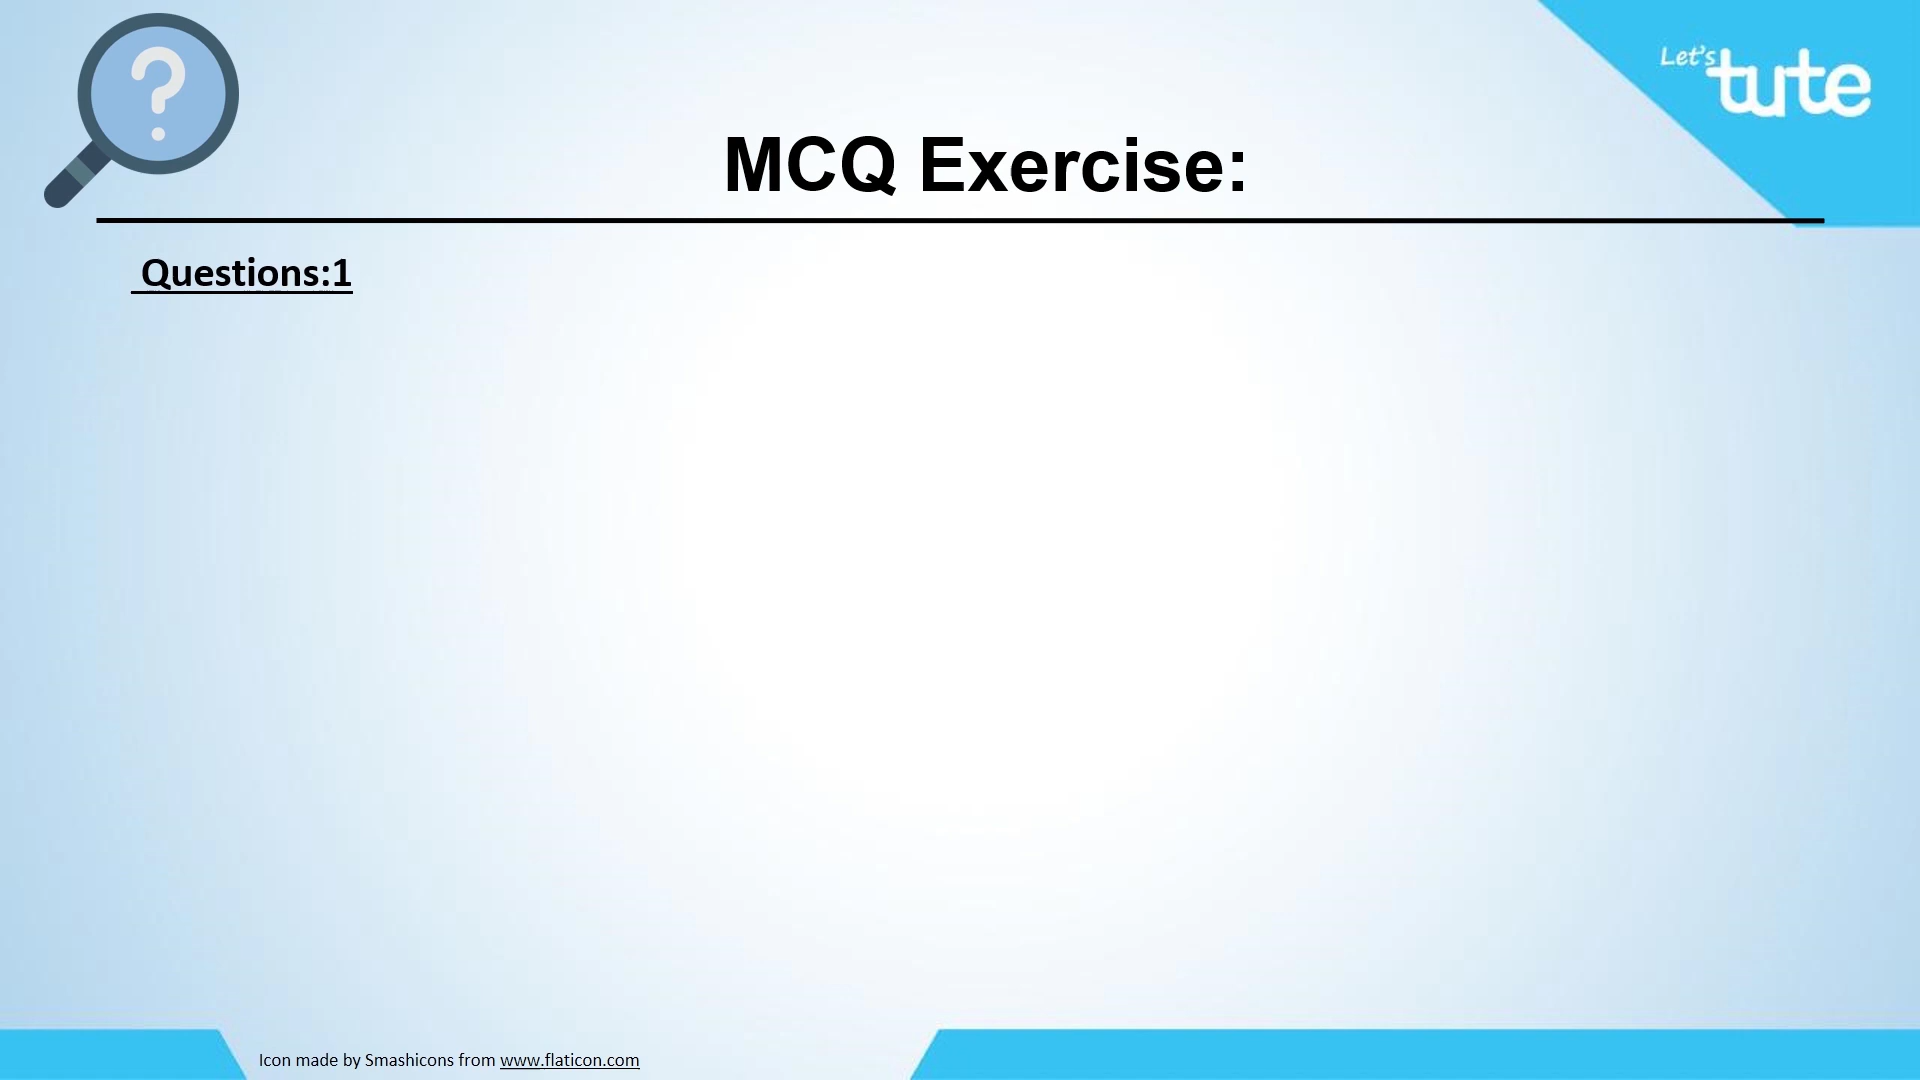 Let's
tute
MCQ Exercise:
Questions:1
Icon made by Smashicons from www.flaticon.com